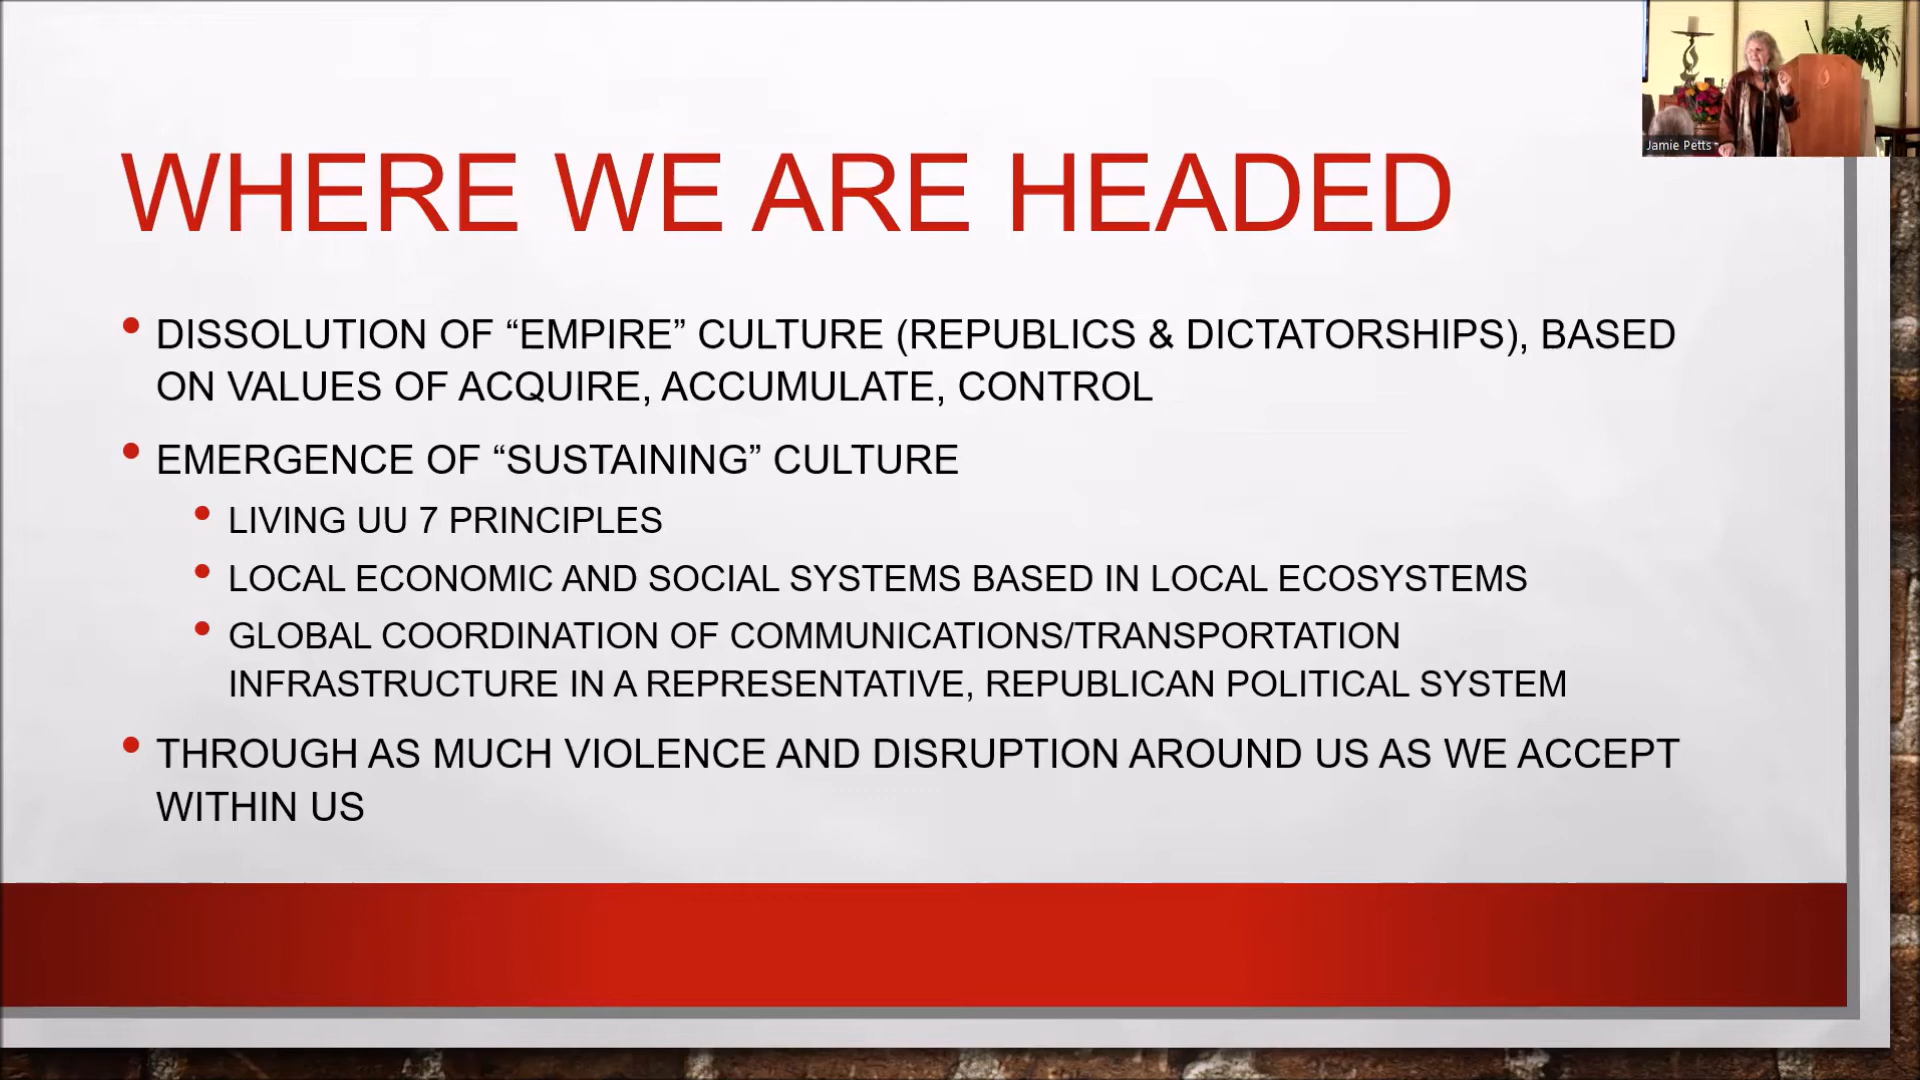 Jamie Petts
WHERE WE ARE HEADED
• DISSOLUTION OF “EMPIRE” CULTURE (REPUBLICS & DICTATORSHIPS), BASED
ON VALUES OF ACQUIRE, ACCUMULATE, CONTROL
• EMERGENCE OF “SUSTAINING” CULTURE
• LIVING UU 7 PRINCIPLES
• LOCAL ECONOMIC AND SOCIAL SYSTEMS BASED IN LOCAL ECOSYSTEMS
• GLOBAL COORDINATION OF COMMUNICATIONS/TRANSPORTATION
INFRASTRUCTURE IN A REPRESENTATIVE, REPUBLICAN POLITICAL SYSTEM
• THROUGH AS MUCH VIOLENCE AND DISRUPTION AROUND US AS WE ACCEPT
WITHIN US